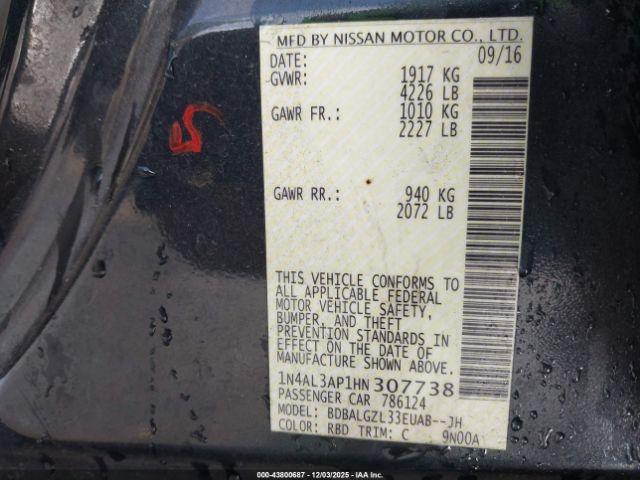 MFD BY NISSAN MOTOR CO., LTD.
DATE: 09/16
GVWR: 1917 KG
4226 LB
GAWR FR.: 1010 KG
2227 LB
GAWR RR.: 940 KG
2072 LB
THIS VEHICLE CONFORMS TO
ALL APPLICABLE FEDERAL
MOTOR VEHICLE SAFETY,
BUMPER, AND THEFT
PREVENTION STANDARDS IN
EFFECT ON THE DATE OF
MANUFACTURE SHOWN ABOVE.
1N4AL3AP1HN307738
PASSENGER CAR 786124
MODEL: BDBALGZL33EUAB--JH
COLOR: RBD TRIM: C 9N00A
000-43800687 - 12/03/2025 - IAAI.COM